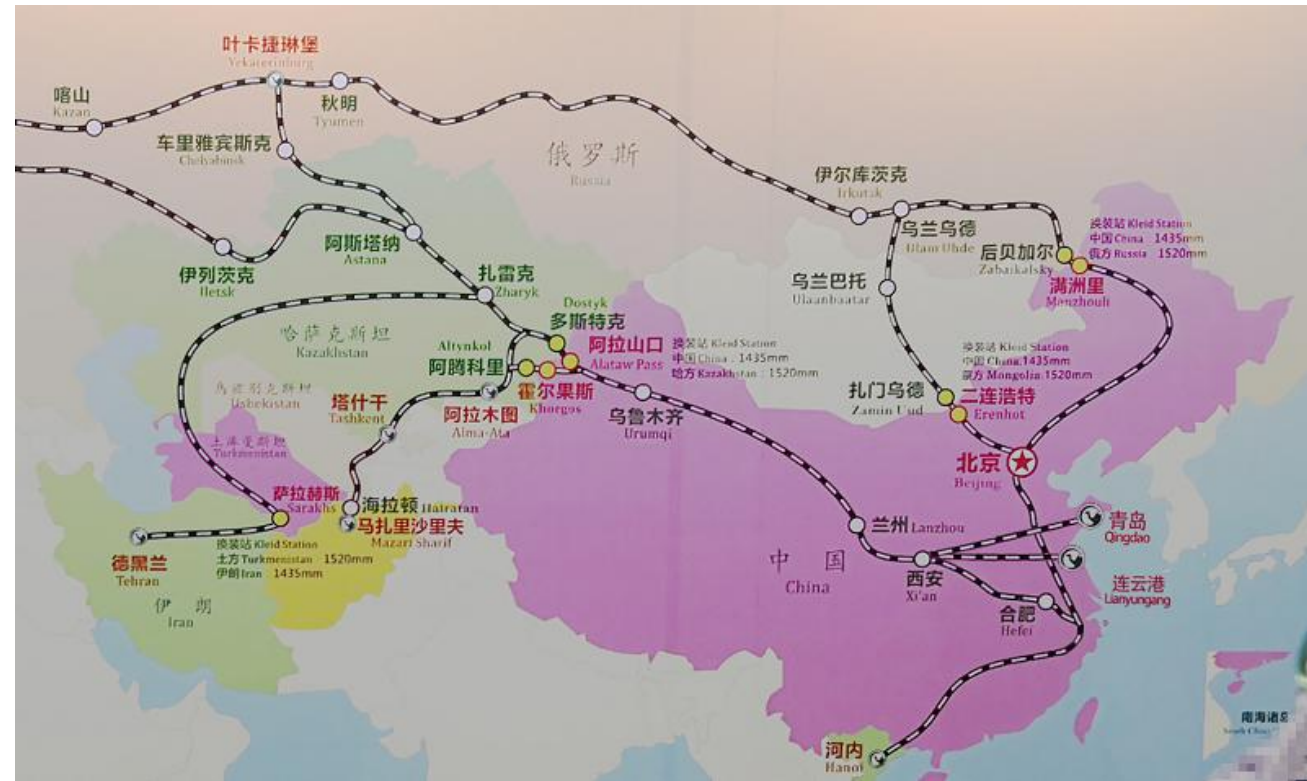 叶卡捷琳堡
Yekaterinburg
喀山
Kazan
秋明
Tyumen
车里雅宾斯克
Chelyabinsk
俄罗斯
Russia
伊尔库茨克
Irkutsk
乌兰乌德
Ulam Uhde
换装站 Kleid Station
中国 China 1435mm
俄方 Russia 1520mm
后贝加尔
Zabaikalsky
满洲里
Manzhouli
阿斯塔纳
Astana
伊列茨克
Iletsk
扎雷克
Zharyk
乌兰巴托
Ulaanbaatar
Dostyk
多斯特克
哈萨克斯坦
Kazakhstan
Altynkol
阿腾科里
阿拉山口
Alataw Pass
换装站 Kleid Station
中国 China : 1435mm
哈方 Kazakhstan : 1520mm
换装站 Kleid Station
中国 China:1435mm
Mongolia:1520mm
扎门乌德
Zamin Uud
二连浩特
Erenhot
霍尔果斯
Khorgos
乌鲁木齐
Urumqi
阿拉木图
Alma-Ata
塔什干
Tashkent
Usbekistan
土库曼斯坦
Turkmenistan
北京
Beijing
萨拉赫斯
Sarakhs
海拉顿 Hairatan
马扎里沙里夫
Mazari Sharif
兰州 Lanzhou
青岛
Qingdao
德黑兰
Tehran
换装站 Kleid Station
土方 Turkmenistan : 1520mm
伊朗 Iran : 1435mm
中国
China
西安
Xi'an
连云港
Lianyungang
伊朗
Iran
合肥
Hefei
河内
Hanoi
南海诸岛
South China